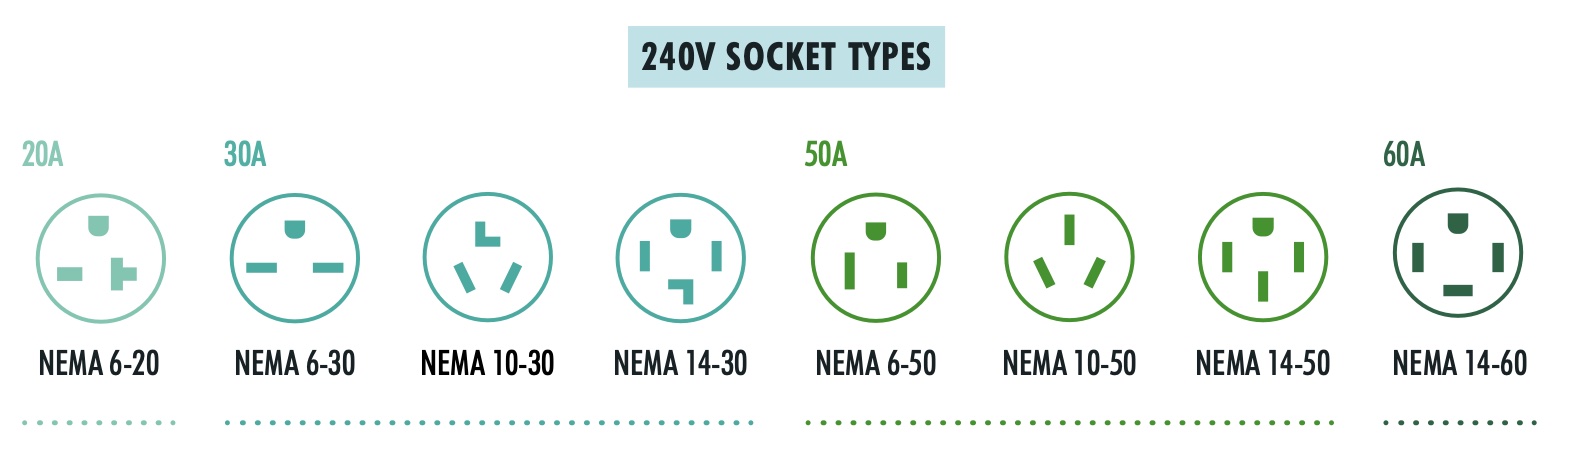 240V SOCKET TYPES
20A 30A 50A 60A
NEMA 6-20 NEMA 6-30 NEMA 10-30 NEMA 14-30 NEMA 6-50 NEMA 10-50 NEMA 14-50 NEMA 14-60